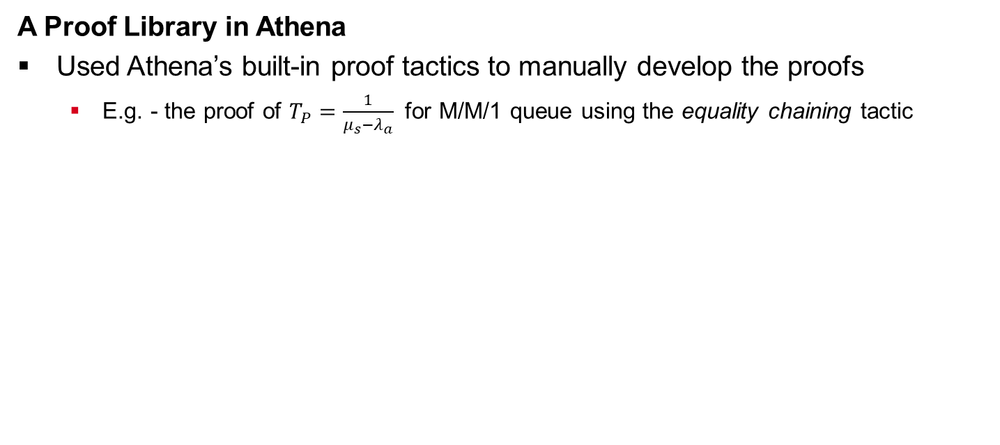 A Proof Library in Athena
▪ Used Athena’s built-in proof tactics to manually develop the proofs
▪ E.g. - the proof of $T_P = \frac{1}{\mu_s - \lambda_a}$ for M/M/1 queue using the equality chaining tactic